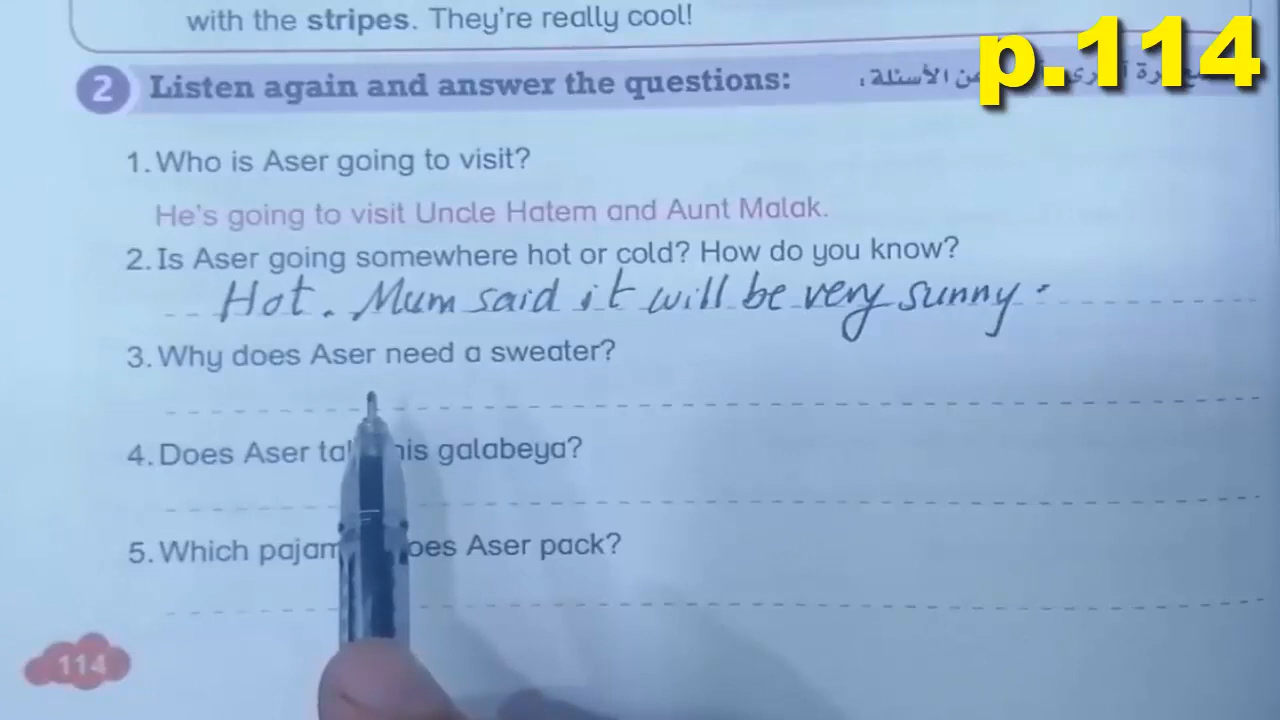 with the stripes. They're really cool!
p.114
2 Listen again and answer the questions:
عن الأسئلة:
1. Who is Aser going to visit?
He's going to visit Uncle Hatem and Aunt Malak.
2. Is Aser going somewhere hot or cold? How do you know?
Hot. Mum said it will be very sunny.
3. Why does Aser need a sweater?
4. Does Aser his galabeya?
5. Which Aser pack?
114